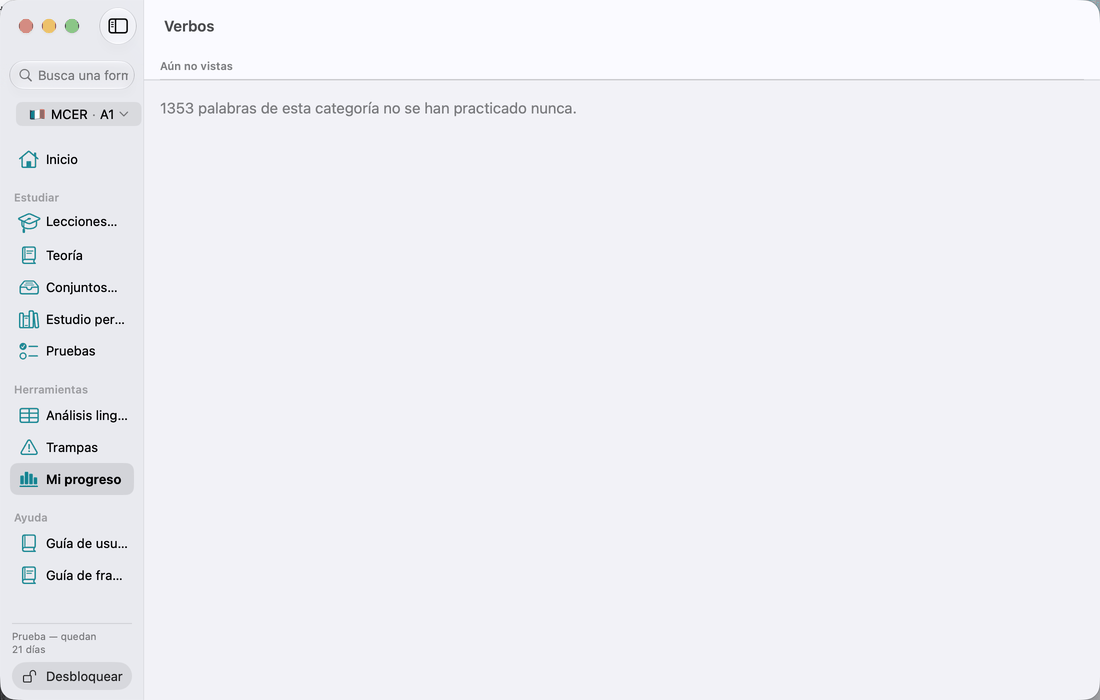 Verbos
Aún no vistas
1353 palabras de esta categoría no se han practicado nunca.
Busca una forn
MCER · A1
Inicio
Estudiar
Lecciones...
Teoría
Conjuntos...
Estudio per...
Pruebas
Herramientas
Análisis ling...
Trampas
Mi progreso
Ayuda
Guía de usu...
Guía de fra...
Prueba — quedan
21 días
Desbloquear